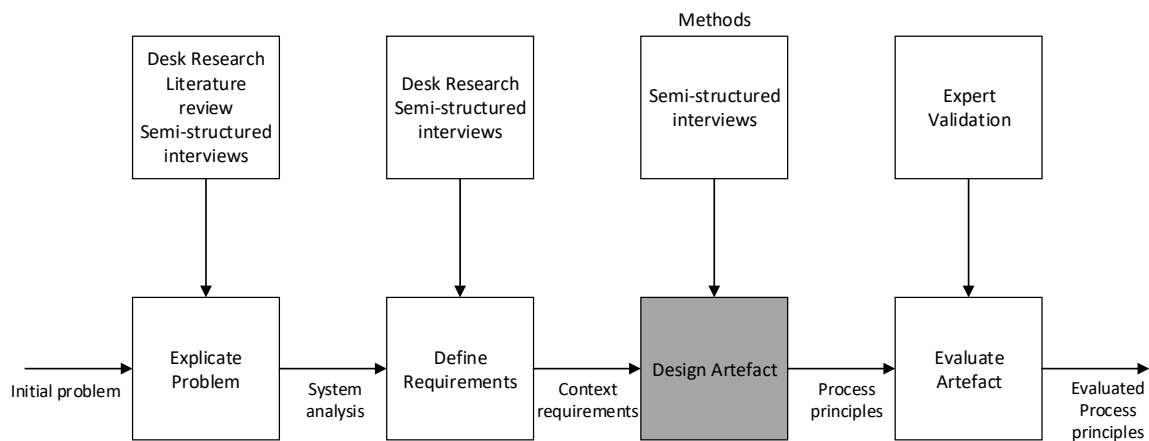 Methods
Desk Research
Literature
review
Semi-structured
interviews
Desk Research
Semi-structured
interviews
Semi-structured
interviews
Expert
Validation
Initial problem
Explicate
Problem
System
analysis
Define
Requirements
Context
requirements
Design Artefact
Process
principles
Evaluate
Artefact
Evaluated
Process
principles